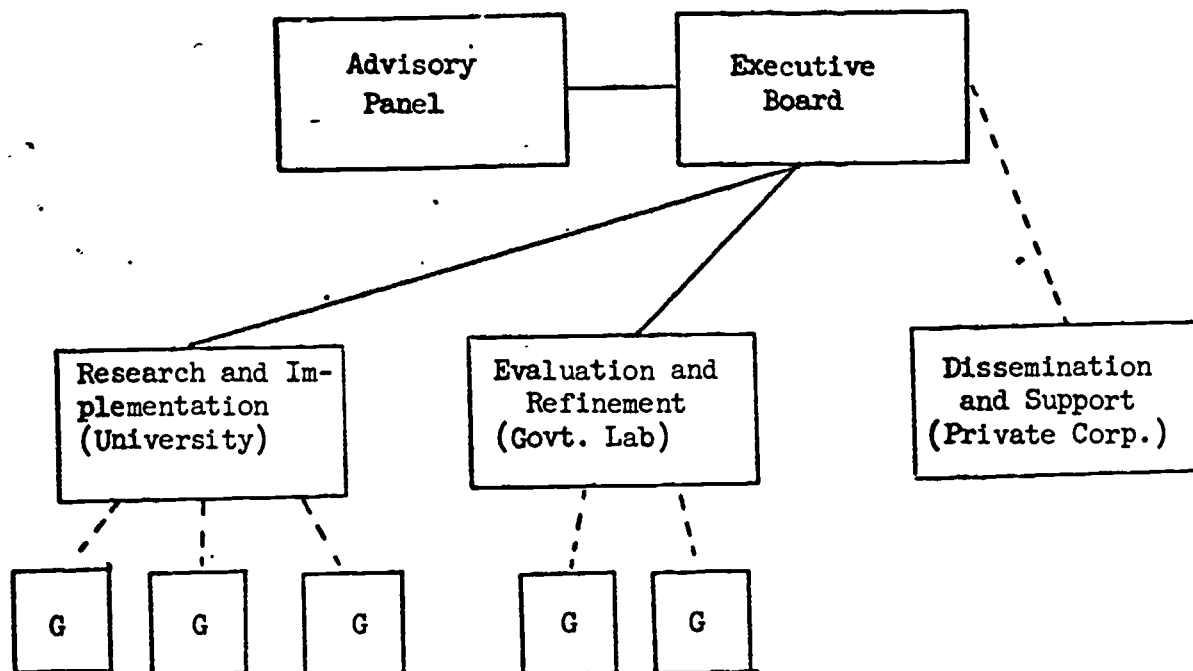 Advisory
Panel
Executive
Board
Research and Im-
plementation
(University)
Evaluation and
Refinement
(Govt. Lab)
Dissemination
and Support
(Private Corp.)
G
G
G
G
G